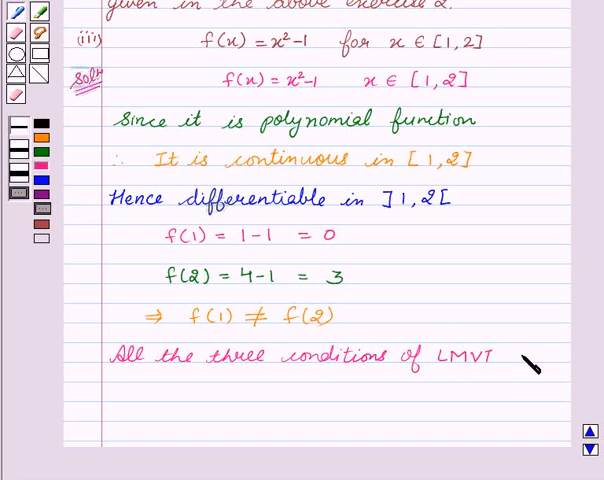 given in the above exercise 2.
(iii) f(x) = x²-1 for x ∈ [1, 2]
Solⁿ f(x) = x²-1 x ∈ [1, 2]
Since it is polynomial function
∴ It is continuous in [1, 2]
Hence differentiable in ]1, 2[
f(1) = 1-1 = 0
f(2) = 4-1 = 3
⇒ f(1) ≠ f(2)
All the three conditions of LMVT